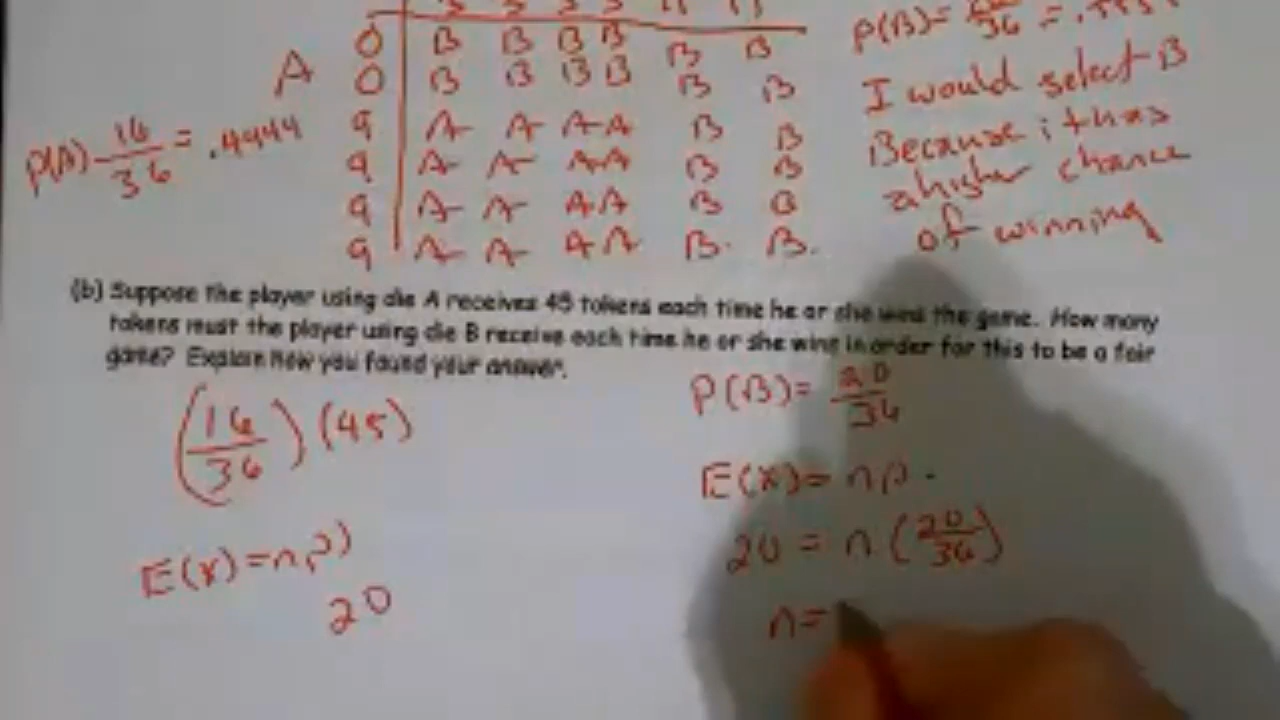 A
0 B B B B B B
0 B B B B B B
9 A A A A B B
9 A A A A B B
9 A A A A B B
9 A A A A B B.
P(A) - 16/36 = .4444
P(B) = /36 =
I would select B
Because it has
a higher chance
of winning
(b) Suppose the player using die A receives 45 tokens each time he or she wins the game. How many
tokens must the player using die B receive each time he or she wins in order for this to be a fair
game? Explain how you found your answer.
(16/36)(45)
E(x)=n,p)
20
P(B)= 20/36
E(x)= np.
20 = n (20/36)
n=